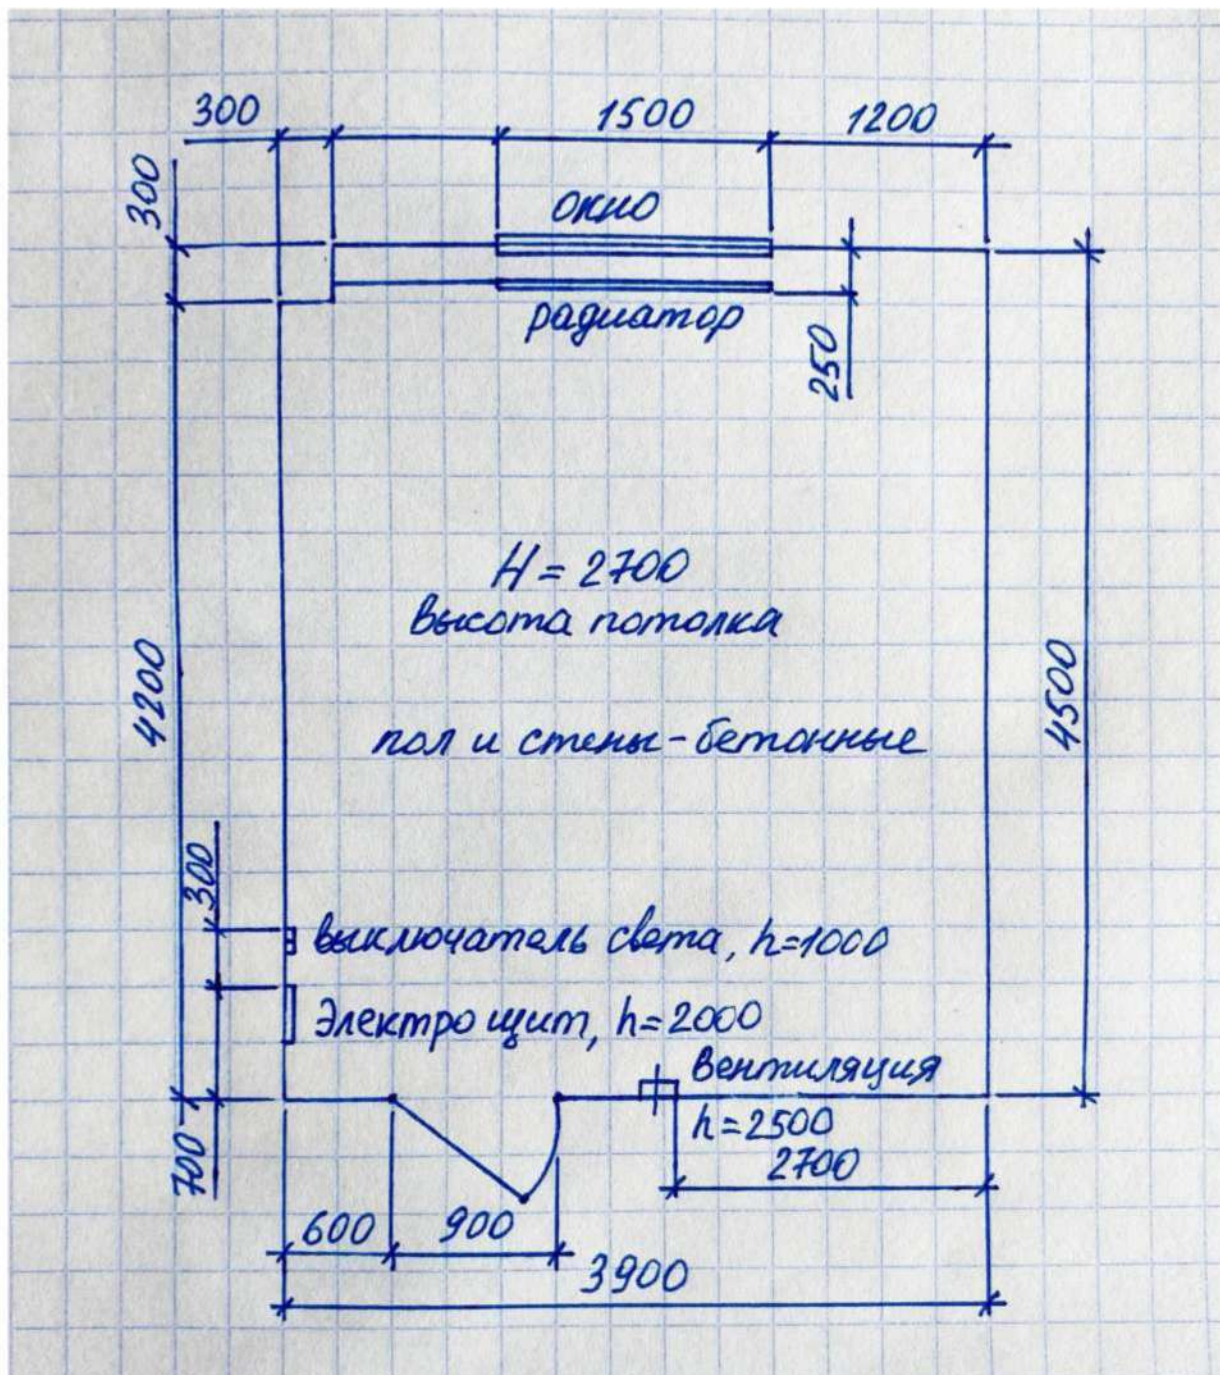 300
1500
1200
300
окно
радиатор
250
H = 2700
высота потолка
4200
4500
пол и стены - бетонные
300
выключатель света, h=1000
Электро щит, h=2000
вентиляция
h=2500
700
2700
600
900
3900